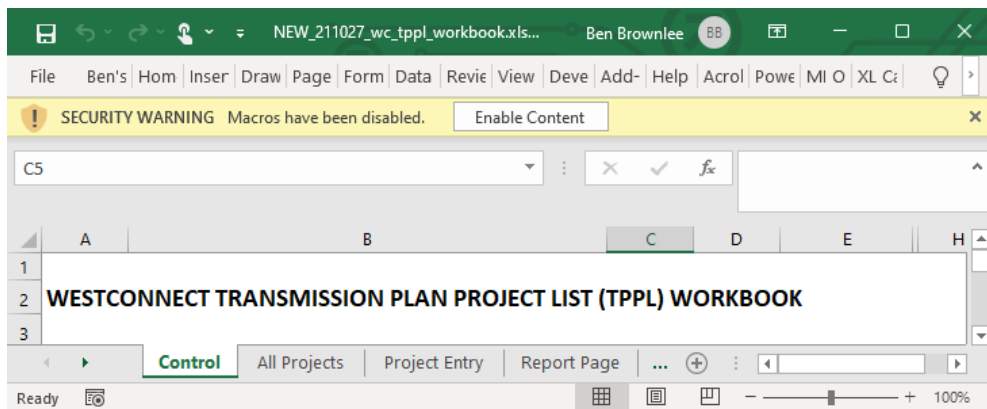 NEW_211027_wc_tppl_workbook.xls... Ben Brownlee BB
File Ben's Hom Inser Draw Page Form Data Revie View Deve Add- Help Acrol Powe MI O XL Ca
SECURITY WARNING Macros have been disabled. Enable Content
C5 fx
A B C D E H
1
2 WESTCONNECT TRANSMISSION PLAN PROJECT LIST (TPPL) WORKBOOK
3
Control All Projects Project Entry Report Page ...
Ready 100%